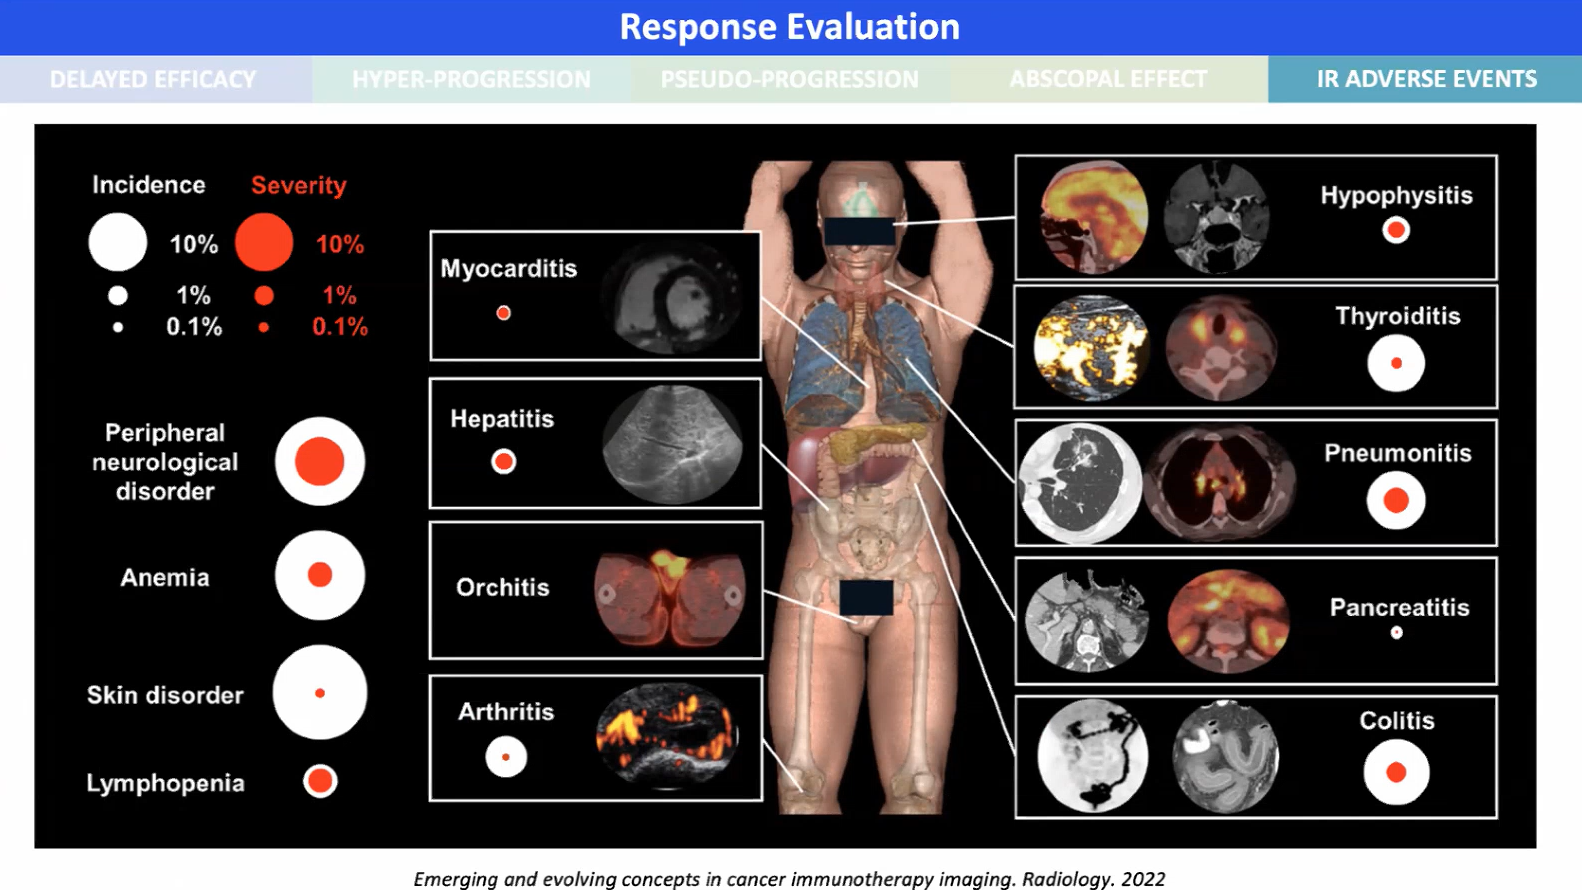 Response Evaluation
DELAYED EFFICACY
HYPER-PROGRESSION
PSEUDO-PROGRESSION
ABSCOPAL EFFECT
IR ADVERSE EVENTS
Incidence
Severity
10%
10%
1%
1%
0.1%
0.1%
Peripheral
neurological
disorder
Anemia
Skin disorder
Lymphopenia
Myocarditis
Hepatitis
Orchitis
Arthritis
Hypophysitis
Thyroiditis
Pneumonitis
Pancreatitis
Colitis
Emerging and evolving concepts in cancer immunotherapy imaging. Radiology. 2022